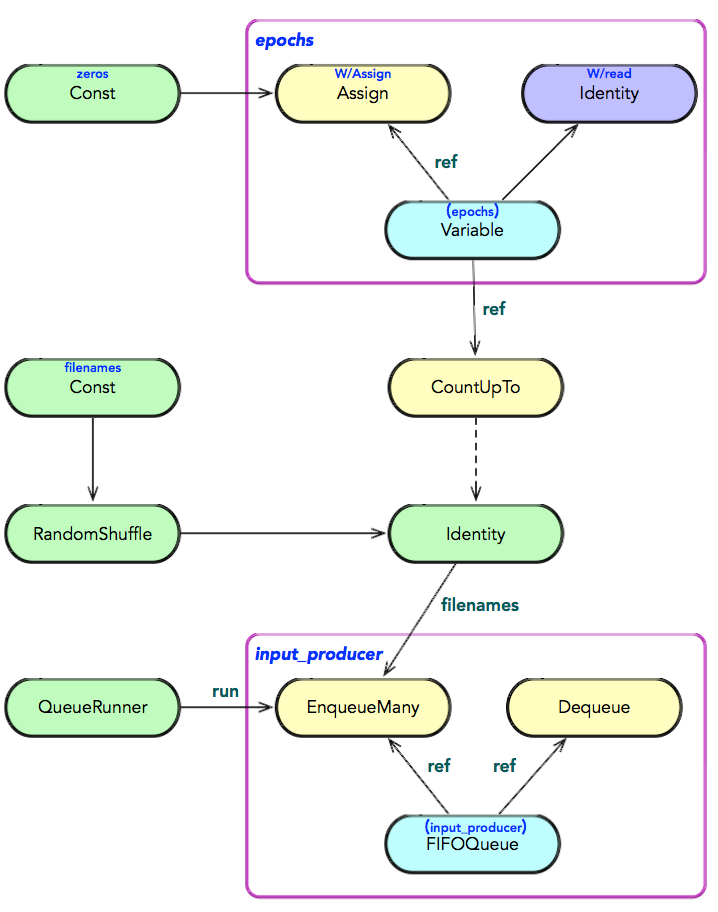 epochs
zeros
Const
W/Assign
Assign
W/read
Identity
ref
(epochs)
Variable
ref
filenames
Const
CountUpTo
RandomShuffle
Identity
filenames
input_producer
QueueRunner
run
EnqueueMany
Dequeue
ref
ref
(input_producer)
FIFOQueue